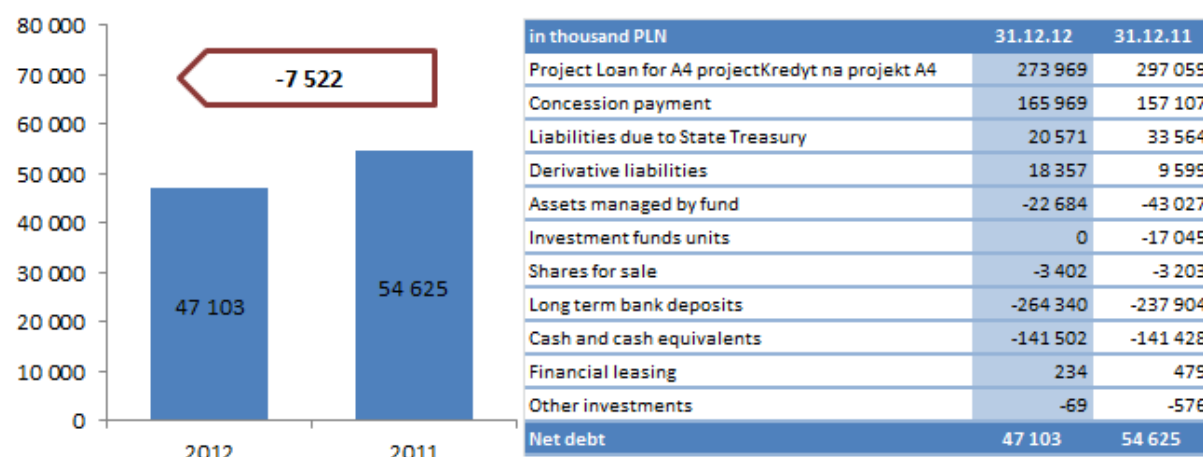 80 000
70 000
60 000
50 000
40 000
30 000
20 000
10 000
0
-7 522
47 103
54 625
2012
2011
in thousand PLN 31.12.12 31.12.11
Project Loan for A4 projectKredyt na projekt A4 273 969 297 059
Concession payment 165 969 157 107
Liabilities due to State Treasury 20 571 33 564
Derivative liabilities 18 357 9 599
Assets managed by fund -22 684 -43 027
Investment funds units 0 -17 045
Shares for sale -3 402 -3 203
Long term bank deposits -264 340 -237 904
Cash and cash equivalents -141 502 -141 428
Financial leasing 234 479
Other investments -69 -576
Net debt 47 103 54 625